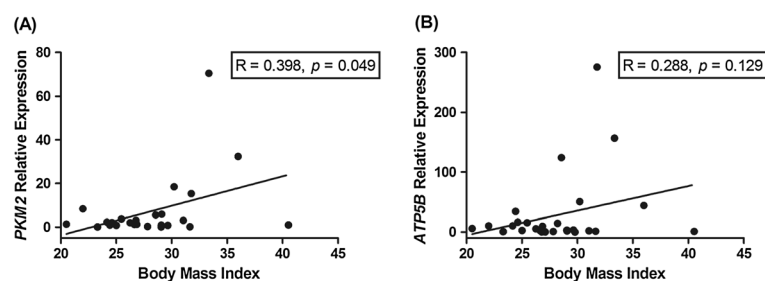 (A)
PKM2 Relative Expression
80
60
40
20
0
20
25
30
35
40
45
Body Mass Index
R = 0.398, p = 0.049
(B)
ATP5B Relative Expression
300
200
100
0
20
25
30
35
40
45
Body Mass Index
R = 0.288, p = 0.129